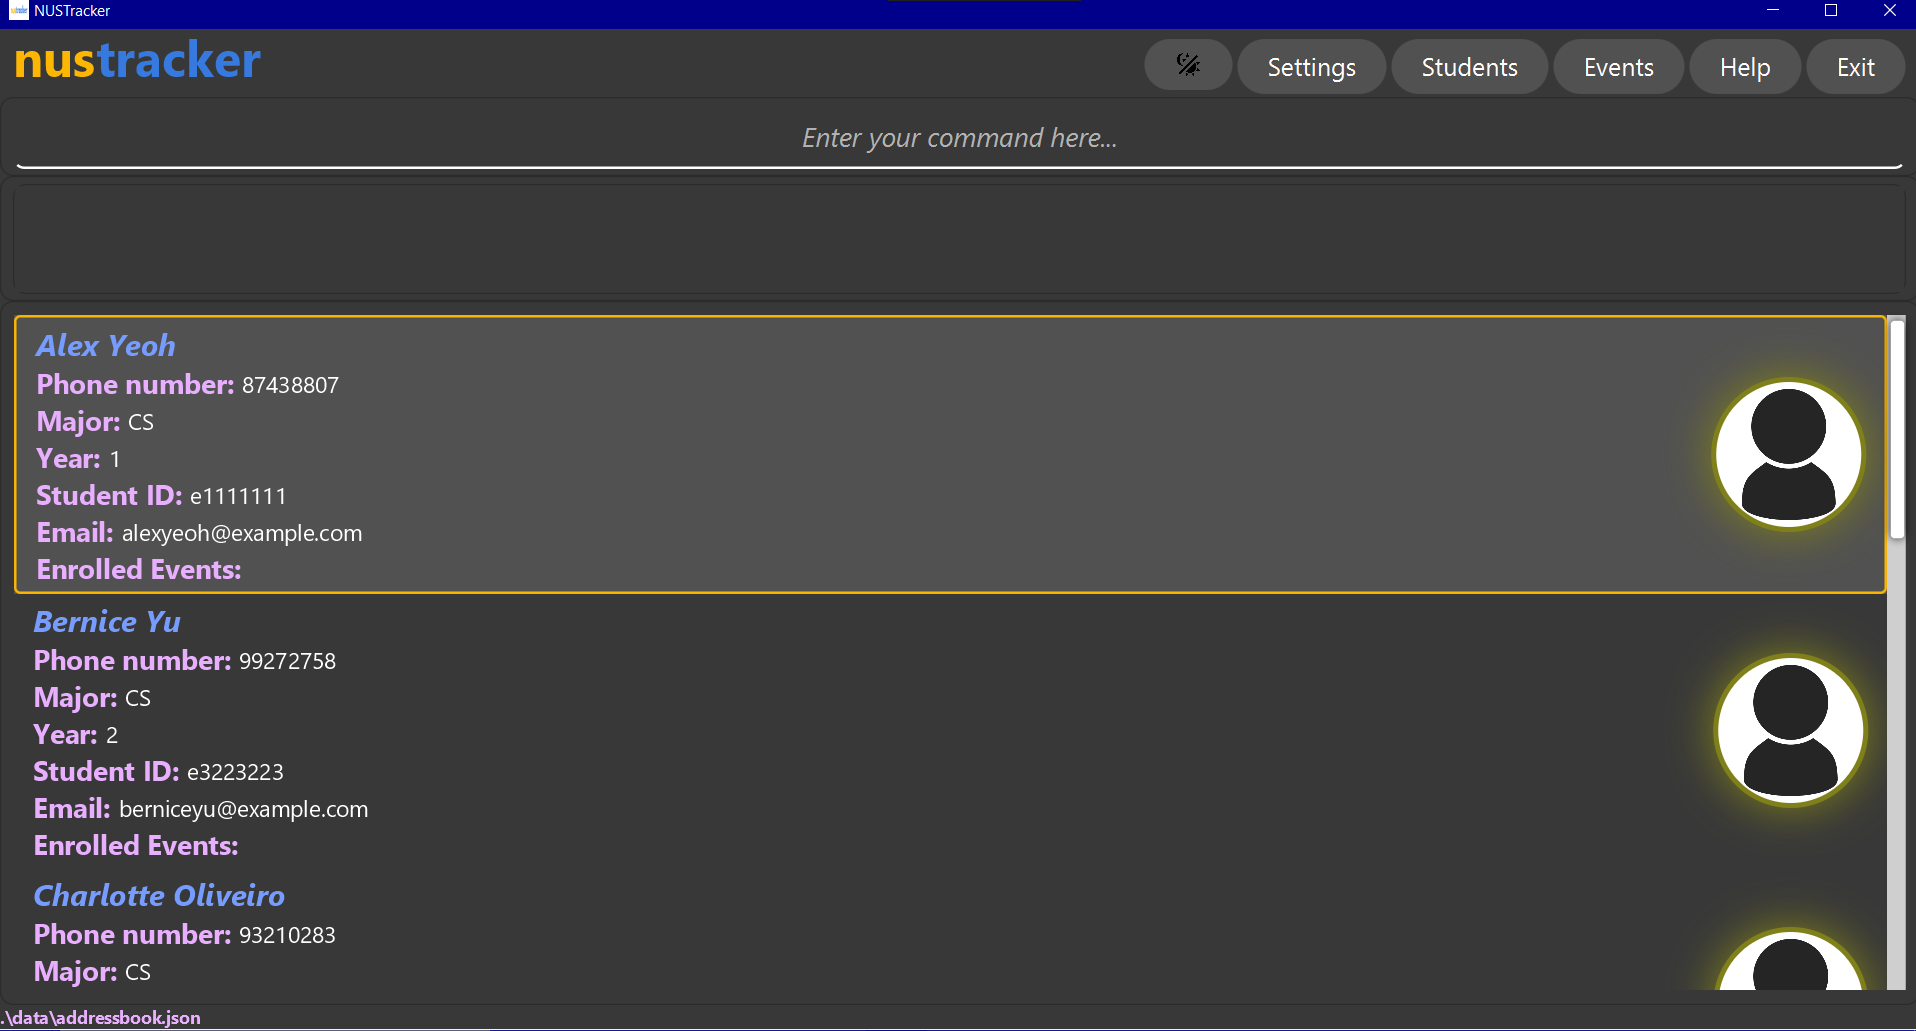 NUSTracker
nustracker
Settings Students Events Help Exit
Enter your command here...
Alex Yeoh
Phone number: 87438807
Major: CS
Year: 1
Student ID: e1111111
Email: alexyeoh@example.com
Enrolled Events:
Bernice Yu
Phone number: 99272758
Major: CS
Year: 2
Student ID: e3223223
Email: berniceyu@example.com
Enrolled Events:
Charlotte Oliveiro
Phone number: 93210283
Major: CS
.\data\addressbook.json